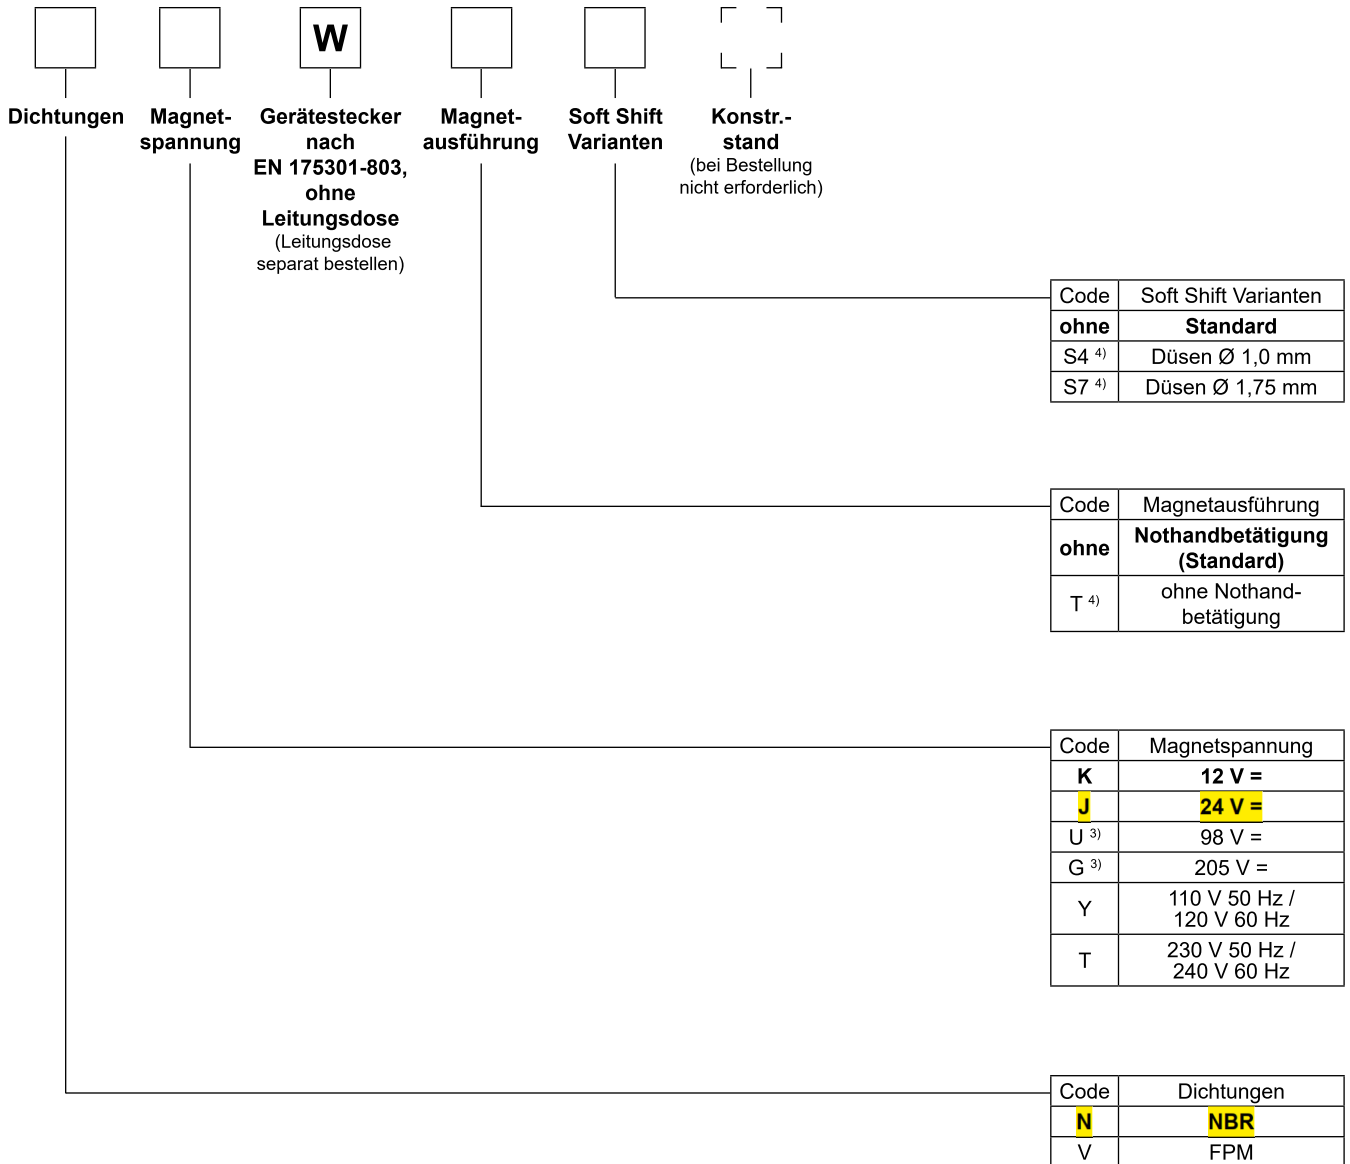 W
Dichtungen
Magnet-
spannung
Gerätestecker
nach
EN 175301-803,
ohne
Leitungsdose
(Leitungsdose
separat bestellen)
Magnet-
ausführung
Soft Shift
Varianten
Konstr.-
stand
(bei Bestellung
nicht erforderlich)
Code Soft Shift Varianten
ohne Standard
S4 4) Düsen Ø 1,0 mm
S7 4) Düsen Ø 1,75 mm
Code Magnetausführung
ohne Nothandbetätigung
(Standard)
T 4) ohne Nothand-
betätigung
Code Magnetspannung
K 12 V =
J 24 V =
U 3) 98 V =
G 3) 205 V =
Y 110 V 50 Hz /
120 V 60 Hz
T 230 V 50 Hz /
240 V 60 Hz
Code Dichtungen
N NBR
V FPM